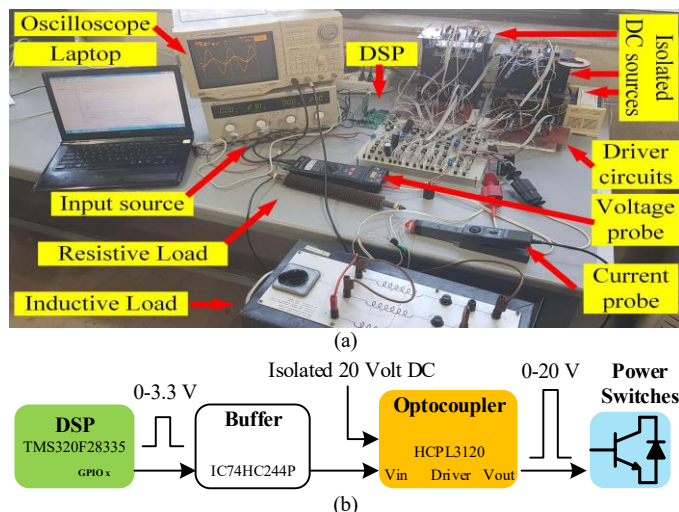 Oscilloscope
Laptop
DSP
Isolated
DC sources
Input source
Driver
circuits
Resistive Load
Voltage
probe
Inductive Load
Current
probe
(a)
Isolated 20 Volt DC
0-3.3 V
0-20 V
Power
Switches
DSP
TMS320F28335
GPIO x
Buffer
IC74HC244P
Optocoupler
HCPL3120
Vin Driver Vout
(b)